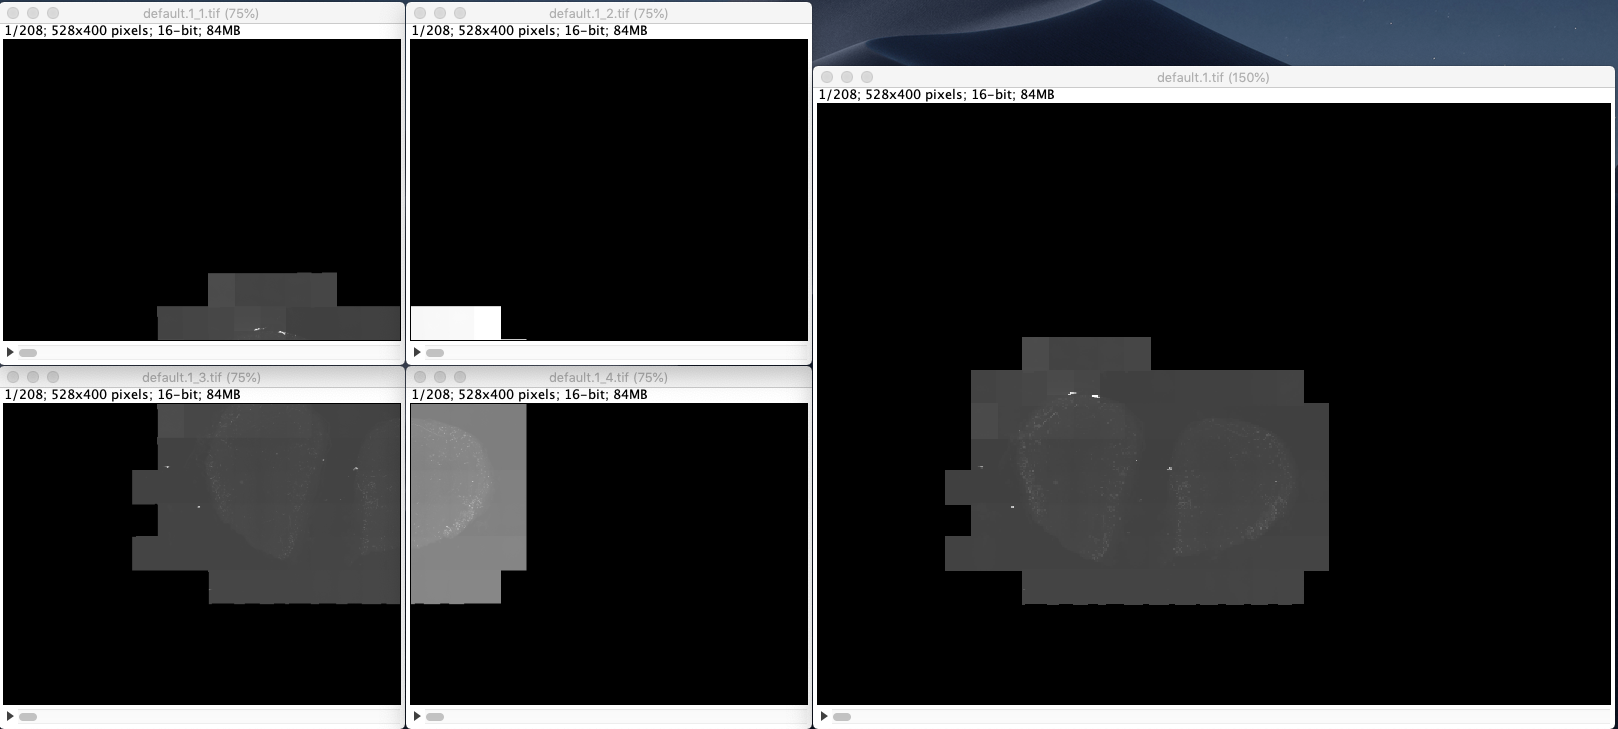 default.1_1.tif (75%)
1/208; 528x400 pixels; 16-bit; 84MB
default.1_2.tif (75%)
1/208; 528x400 pixels; 16-bit; 84MB
default.1_3.tif (75%)
1/208; 528x400 pixels; 16-bit; 84MB
default.1_4.tif (75%)
1/208; 528x400 pixels; 16-bit; 84MB
default.1.tif (150%)
1/208; 528x400 pixels; 16-bit; 84MB